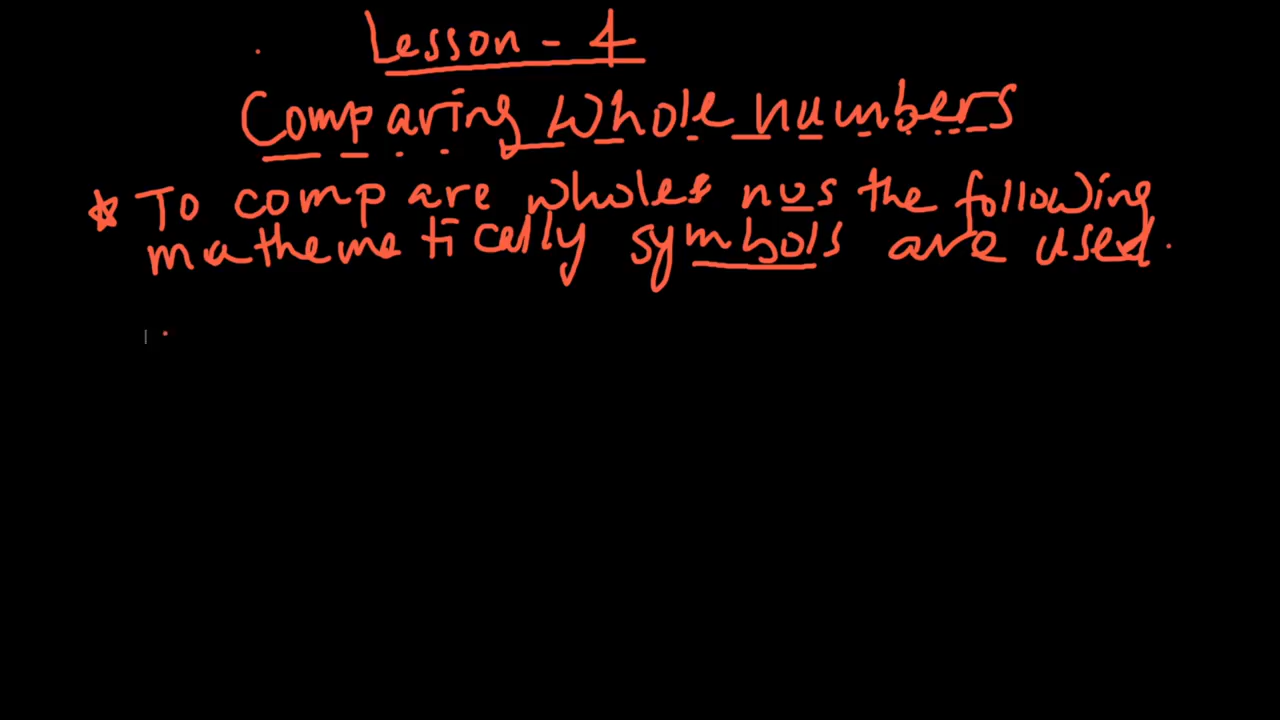 Lesson - 4
Comparing whole numbers
* To compare wholes nos the following
mathematically symbols are used.